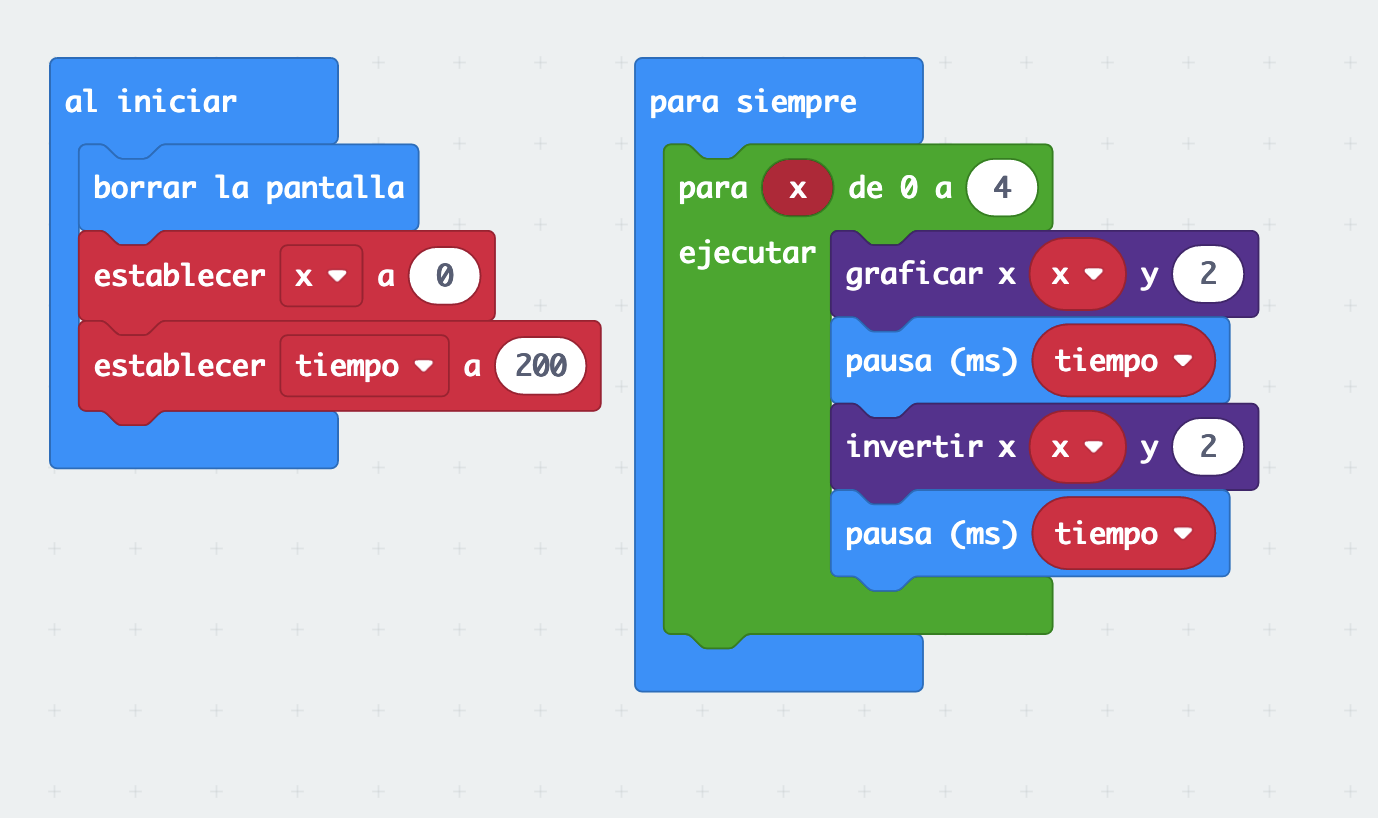 al iniciar
borrar la pantalla
establecer x a 0
establecer tiempo a 200
para siempre
para x de 0 a 4
ejecutar
graficar x x y 2
pausa (ms) tiempo
invertir x x y 2
pausa (ms) tiempo